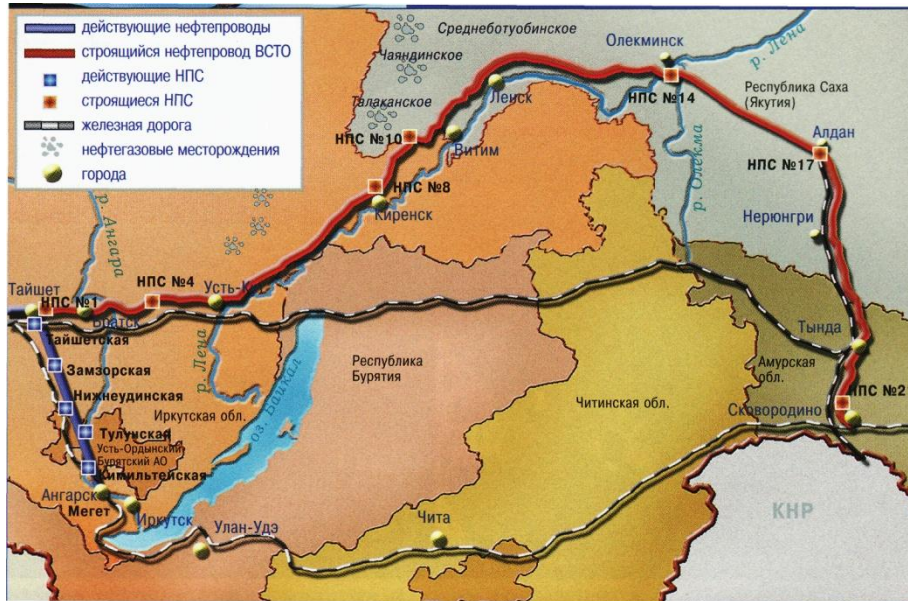 действующие нефтепроводы
строящийся нефтепровод ВСТО
действующие НПС
строящиеся НПС
железная дорога
нефтегазовые месторождения
города
Среднеботуобинское
Чаяндинское
Талаканское
Олекминск
р. Лена
НПС №14
Республика Саха
(Якутия)
Ленск
НПС №10
Витим
Алдан
НПС №17
НПС №8
Киренск
р. Олекма
Нерюнгри
р. Ангара
Тайшет
НПС №1
НПС №4
Усть-К
Братск
Тайшетская
Замзорская
Нижнеудинская
Тулунская
Иркутская обл.
Усть-Ордынский
Бурятский АО
Кимильтейская
Ангарск
Мегет
Иркутск
р. Лена
оз. Байкал
Республика
Бурятия
Улан-Удэ
Читинская обл.
Чита
Тында
Амурская
обл.
НПС №2
Сковородино
КНР